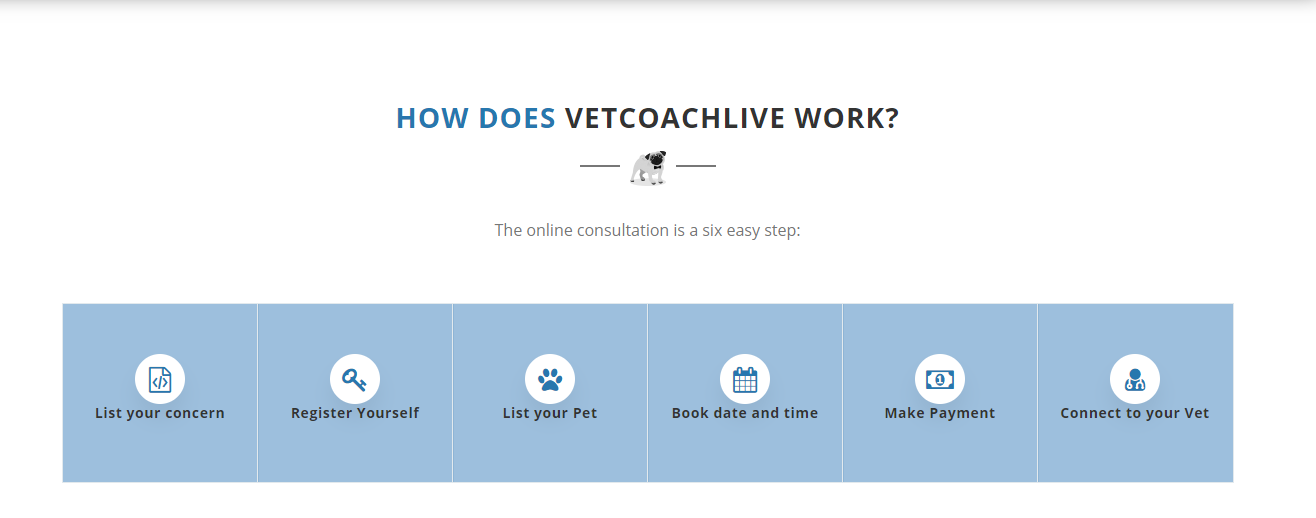 HOW DOES VETCOACHLIVE WORK?
The online consultation is a six easy step:
List your concern
Register Yourself
List your Pet
Book date and time
Make Payment
Connect to your Vet